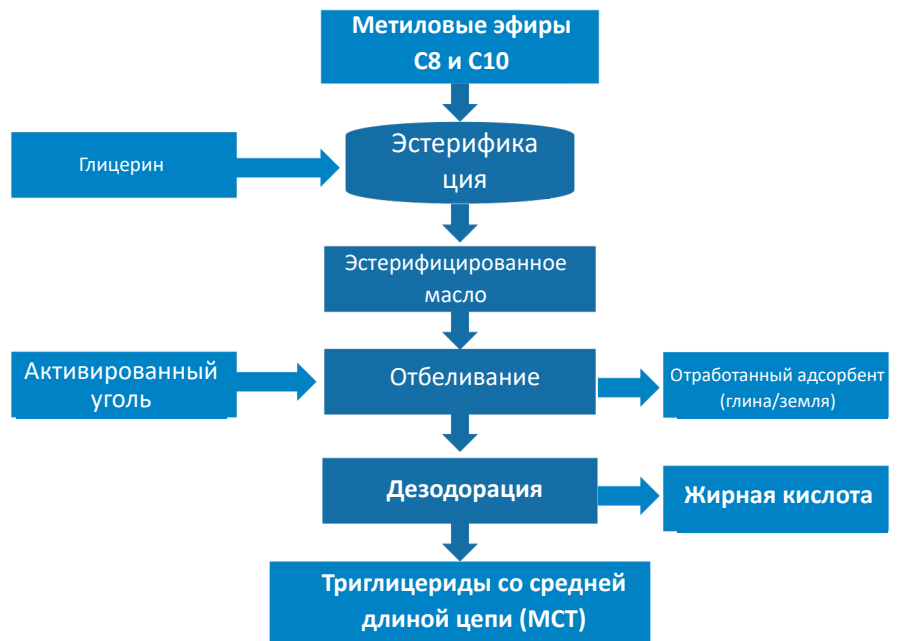 Метиловые эфиры
C8 и C10
Глицерин
Эстерифика
ция
Эстерифицированное
масло
Активированный
уголь
Отбеливание
Отработанный адсорбент
(глина/земля)
Дезодорация
Жирная кислота
Триглицериды со средней
длиной цепи (МСТ)